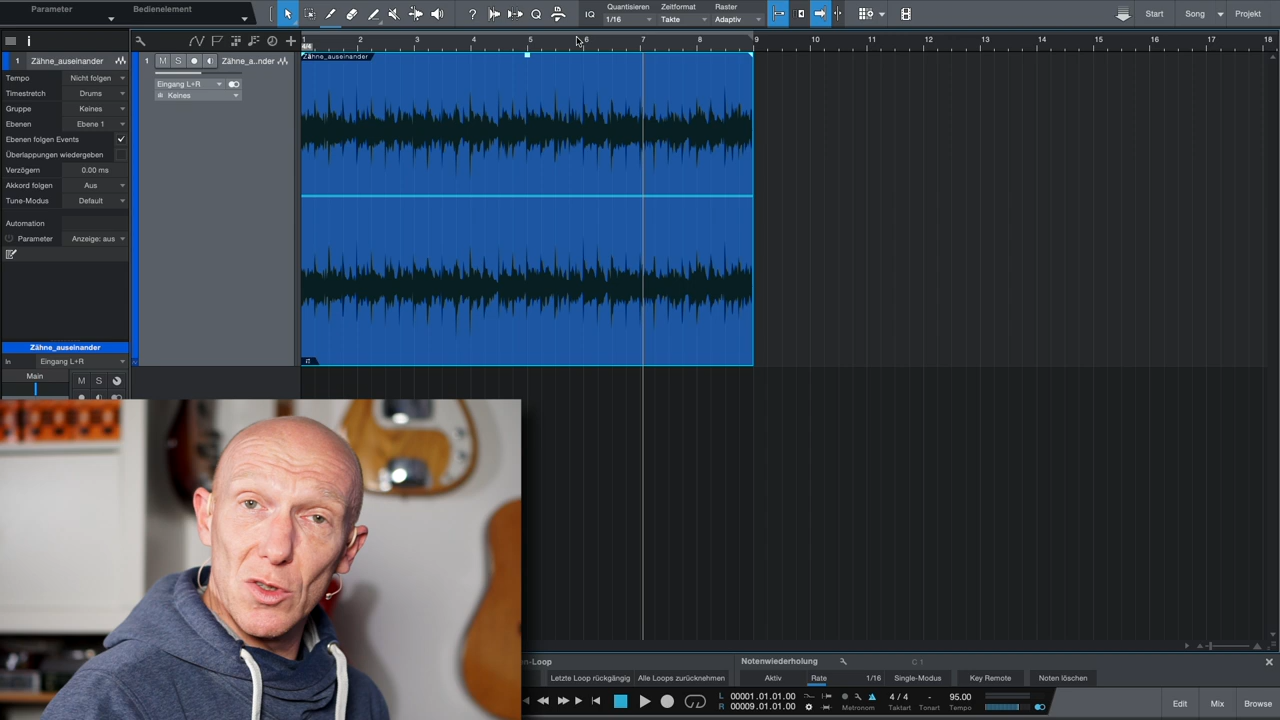 Parameter
Bedienelement
IQ
Quantisieren
1/16
Zeitformat
Takte
Raster
Adaptiv
Start
Song
Projekt
1 2 3 4 5 6 7 8 9 10 11 12 13 14 15 16 17 18
4/4
1 Zähne_auseinander
Tempo Nicht folgen
Timestretch Drums
Gruppe Keines
Ebenen Ebene 1
Ebenen folgen Events
Überlappungen wiedergeben
Verzögern 0.00 ms
Akkord folgen Aus
Tune-Modus Default
Automation
Parameter Anzeige: aus
1 M S Zähne_a..nder
Eingang L+R
Keines
Zähne_auseinander
Zähne_auseinander
In Eingang L+R
Main
M S
n-Loop
Letzte Loop rückgängig
Alle Loops zurücknehmen
Notenwiederholung
C 1
Aktiv
Rate
1/16
Single-Modus
Key Remote
Noten löschen
L 00001.01.01.00
R 00009.01.01.00
Metronom
4 / 4
Taktart
-
Tonart
95.00
Tempo
Edit
Mix
Browse